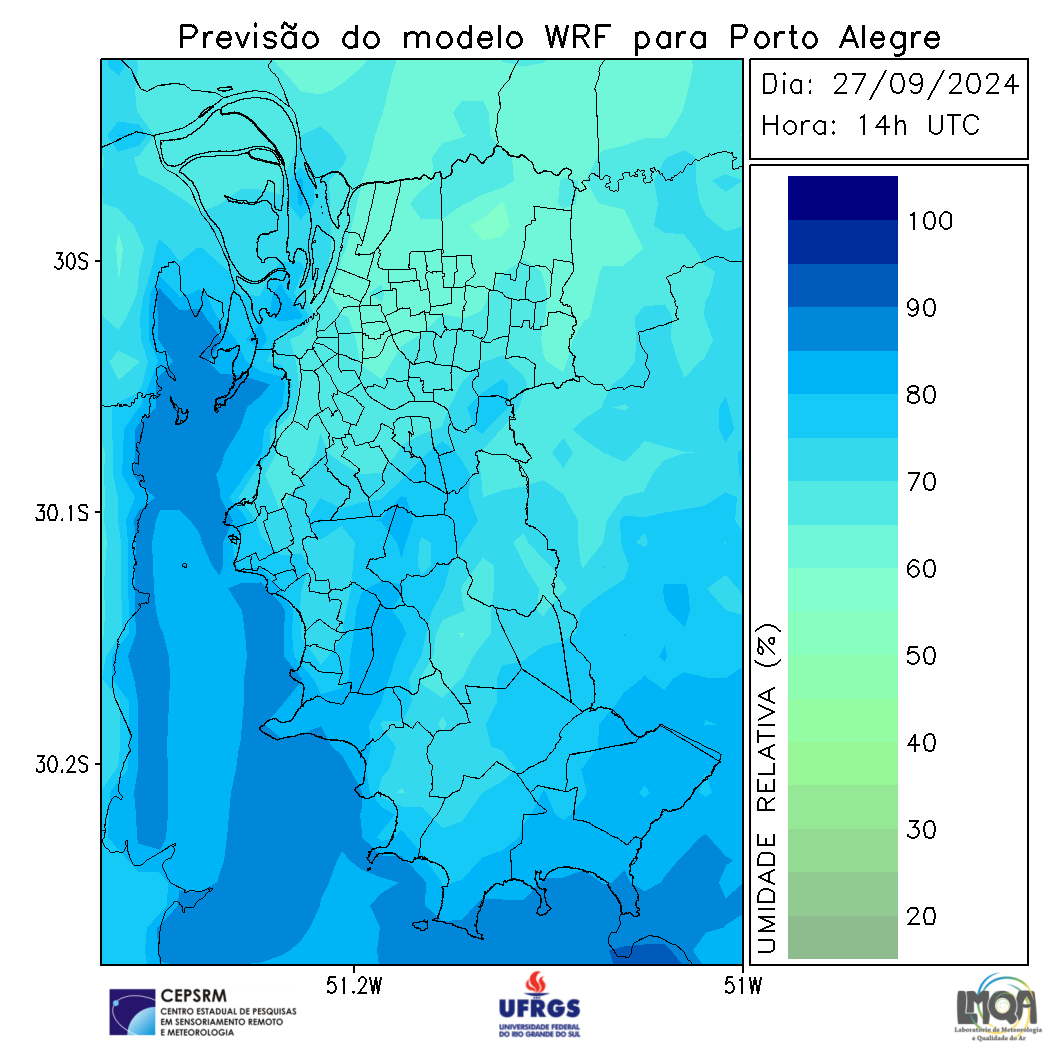 Previsão do modelo WRF para Porto Alegre
Dia: 27/09/2024
Hora: 14h UTC
30S
30.1S
30.2S
51.2W
51W
100
90
80
70
60
50
40
30
20
UMIDADE RELATIVA (%)
CEPSRM
CENTRO ESTADUAL DE PESQUISAS
EM SENSORIAMENTO REMOTO
E METEOROLOGIA
UFRGS
UNIVERSIDADE FEDERAL
DO RIO GRANDE DO SUL
LMQA
Laboratório de Meteorologia
e Qualidade do Ar